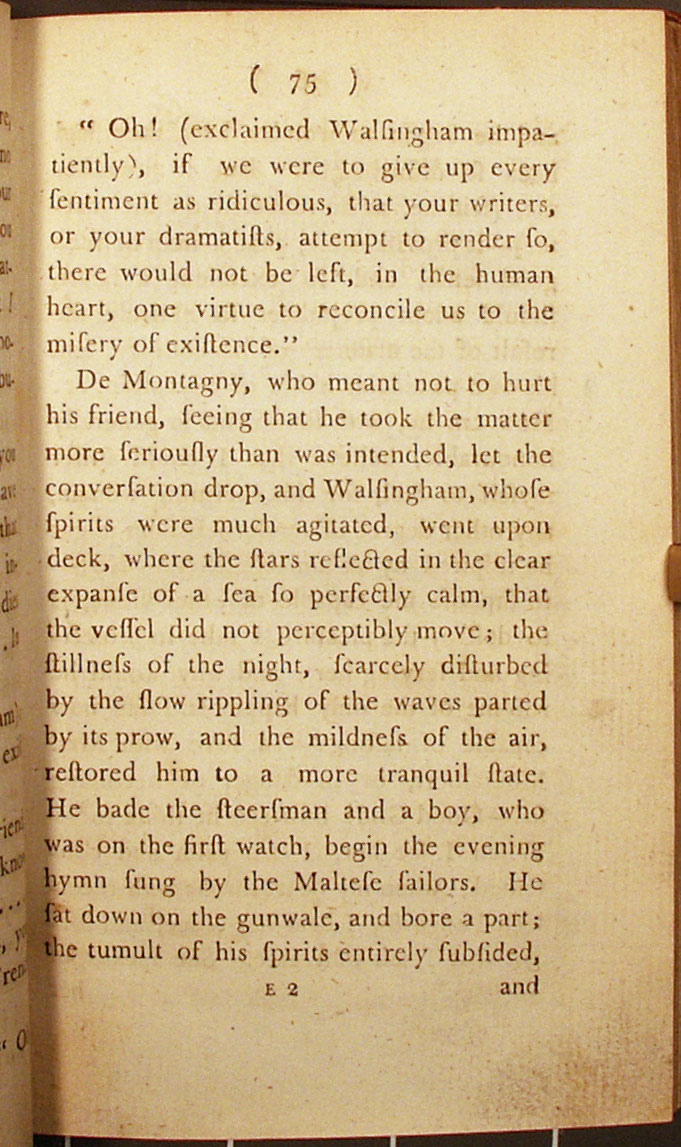 ( 75 )
“ Oh! (exclaimed Walſingham impa-
tiently), if we were to give up every
ſentiment as ridiculous, that your writers,
or your dramatiſts, attempt to render ſo,
there would not be left, in the human
heart, one virtue to reconcile us to the
miſery of exiſtence.”
De Montagny, who meant not to hurt
his friend, ſeeing that he took the matter
more ſeriouſly than was intended, let the
converſation drop, and Walſingham, whoſe
ſpirits were much agitated, went upon
deck, where the ſtars reflected in the clear
expanſe of a ſea ſo perfectly calm, that
the veſſel did not perceptibly move; the
ſtillneſs of the night, ſcarcely diſturbed
by the ſlow rippling of the waves parted
by its prow, and the mildneſs of the air,
reſtored him to a more tranquil ſtate.
He bade the ſteerſman and a boy, who
was on the firſt watch, begin the evening
hymn ſung by the Malteſe ſailors. He
ſat down on the gunwale, and bore a part;
the tumult of his ſpirits entirely ſubſided,
E 2 and